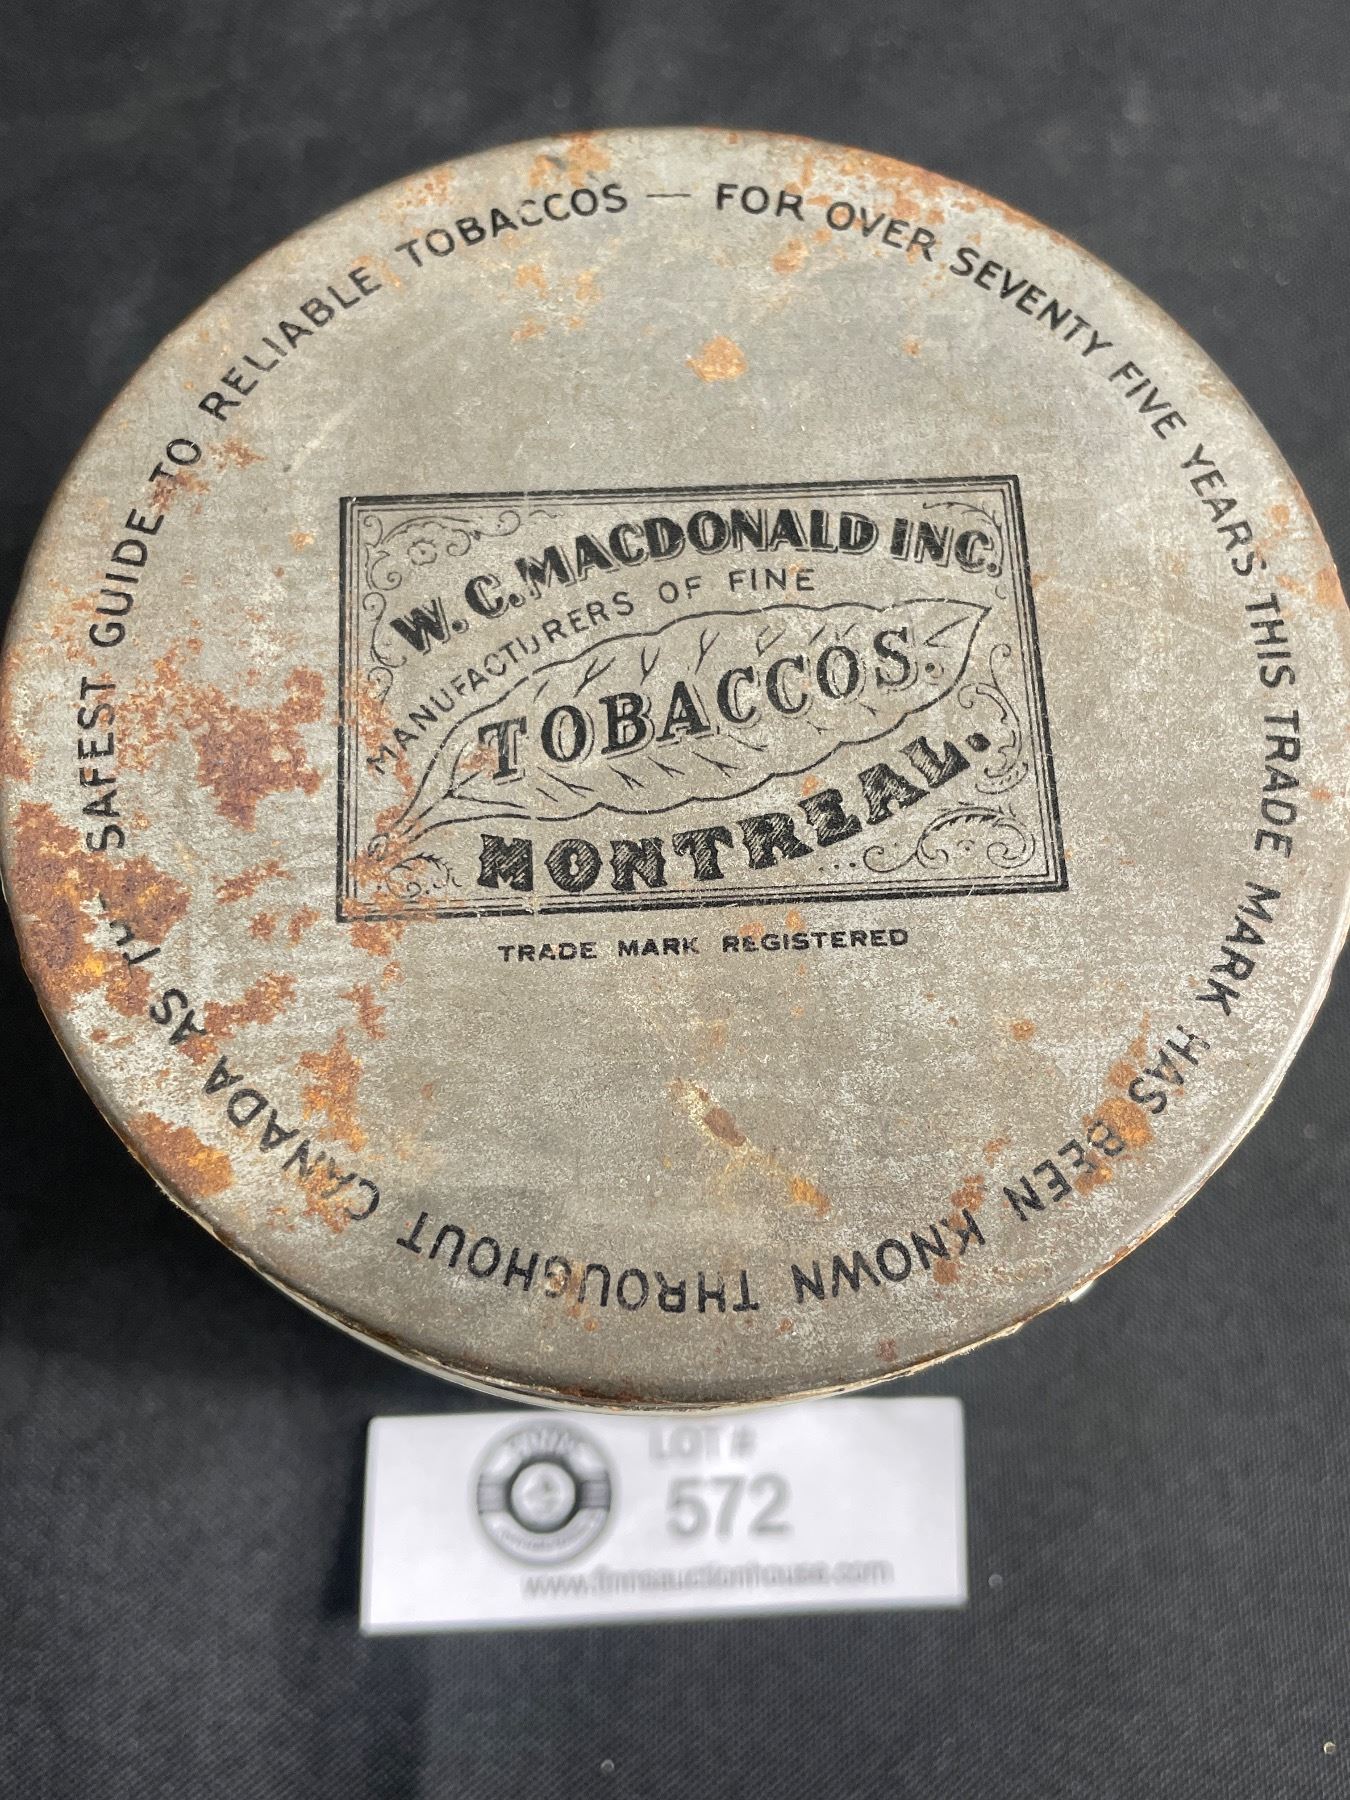 FOR OVER SEVENTY FIVE YEARS THIS TRADE MARK HAS BEEN KNOWN THROUGHOUT CANADA AS THE SAFEST GUIDE TO RELIABLE TOBACCOS —
W. C. MACDONALD INC.
MANUFACTURERS OF FINE
TOBACCOS.
MONTREAL.
TRADE MARK REGISTERED
LOT #
572
www.finnsauctionhouse.com